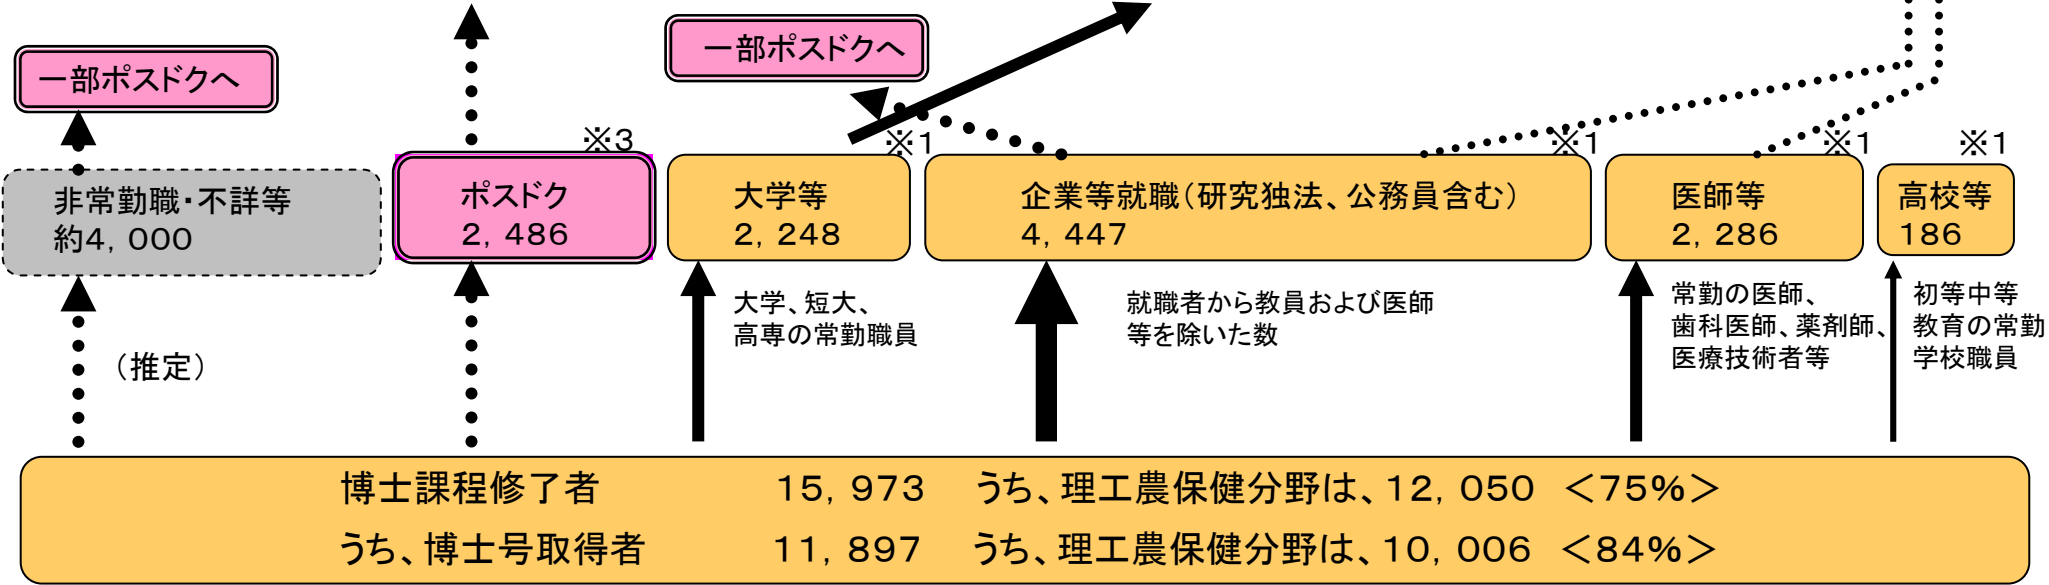 一部ポスドクへ
一部ポスドクへ
※3
※1
※1
※1
※1
非常勤職・不詳等
約4, 000
ポスドク
2, 486
大学等
2, 248
企業等就職(研究独法、公務員含む)
4, 447
医師等
2, 286
高校等
186
(推定)
大学、短大、
高専の常勤職員
就職者から教員および医師
等を除いた数
常勤の医師、
歯科医師、薬剤師、
医療技術者等
初等中等
教育の常勤
学校職員
博士課程修了者 15, 973 うち、理工農保健分野は、12, 050 <75%>
うち、博士号取得者 11, 897 うち、理工農保健分野は、10, 006 <84%>